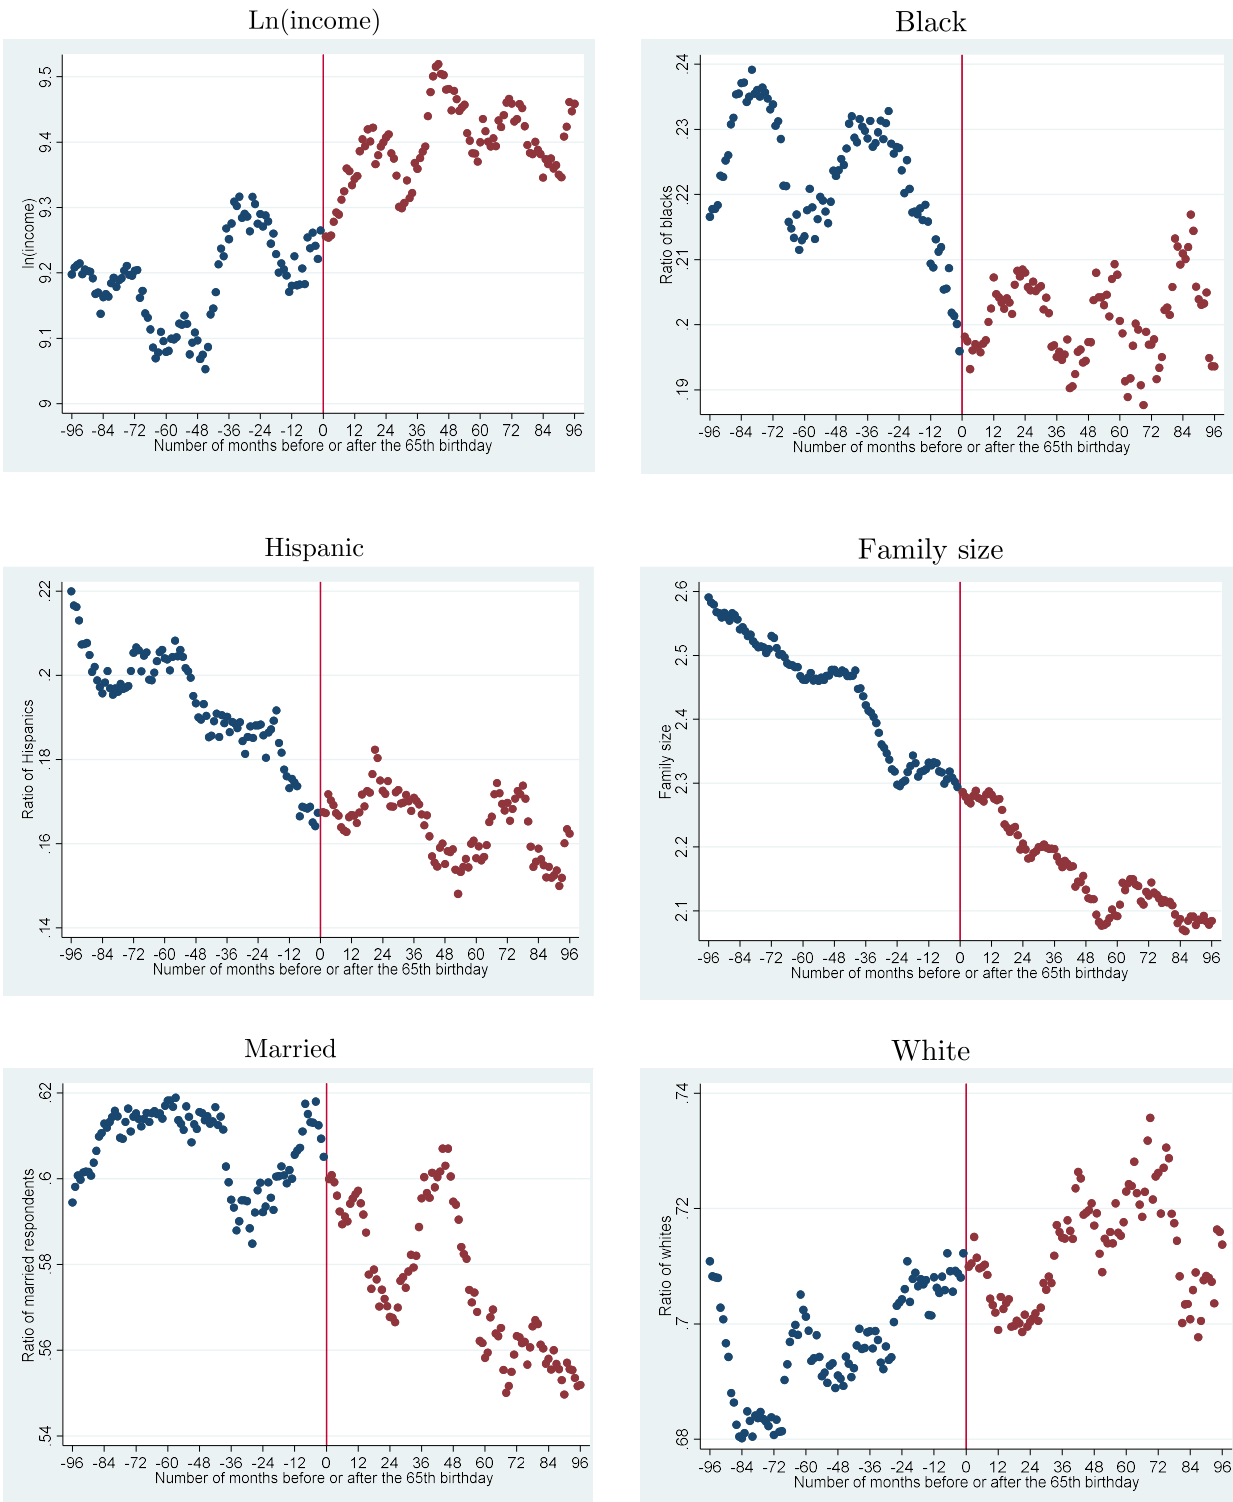 Ln(income)
Black
9.5
9.4
9.3
9.2
9.1
9
ln(income)
-96 -84 -72 -60 -48 -36 -24 -12 0 12 24 36 48 60 72 84 96
Number of months before or after the 65th birthday
.24
.23
.22
.21
.2
.19
Ratio of blacks
-96 -84 -72 -60 -48 -36 -24 -12 0 12 24 36 48 60 72 84 96
Number of months before or after the 65th birthday
Hispanic
Family size
.22
.2
.18
.16
.14
Ratio of Hispanics
-96 -84 -72 -60 -48 -36 -24 -12 0 12 24 36 48 60 72 84 96
Number of months before or after the 65th birthday
2.6
2.5
2.4
2.3
2.2
2.1
Family size
-96 -84 -72 -60 -48 -36 -24 -12 0 12 24 36 48 60 72 84 96
Number of months before or after the 65th birthday
Married
White
.62
.6
.58
.56
.54
Ratio of married respondents
-96 -84 -72 -60 -48 -36 -24 -12 0 12 24 36 48 60 72 84 96
Number of months before or after the 65th birthday
.74
.72
.7
.68
Ratio of whites
-96 -84 -72 -60 -48 -36 -24 -12 0 12 24 36 48 60 72 84 96
Number of months before or after the 65th birthday